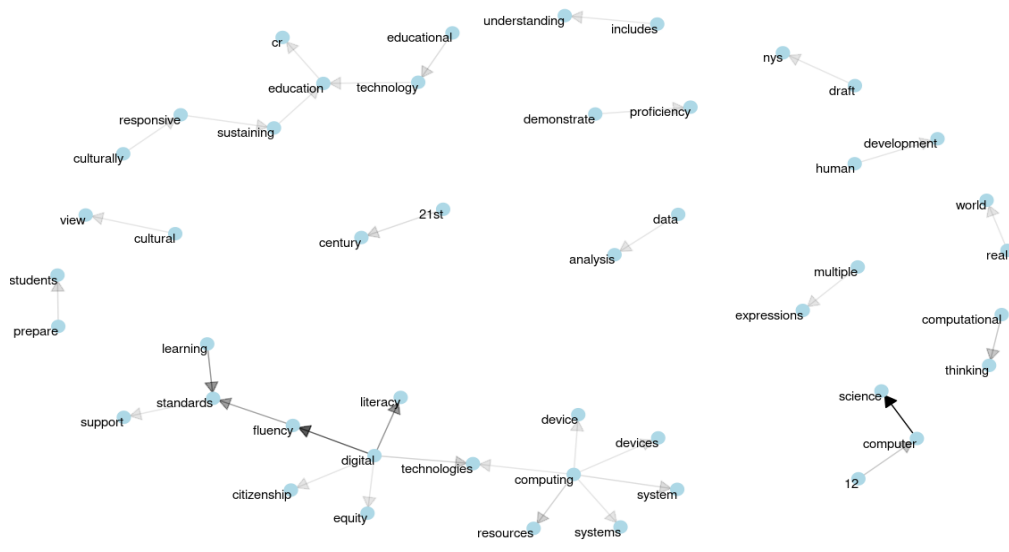 understanding
includes
cr
educational
nys
education
technology
draft
responsive
sustaining
demonstrate
proficiency
development
culturally
human
view
cultural
21st
century
data
analysis
world
real
students
multiple
prepare
expressions
computational
learning
thinking
standards
support
literacy
science
fluency
device
devices
computer
digital
technologies
computing
12
citizenship
system
equity
resources
systems